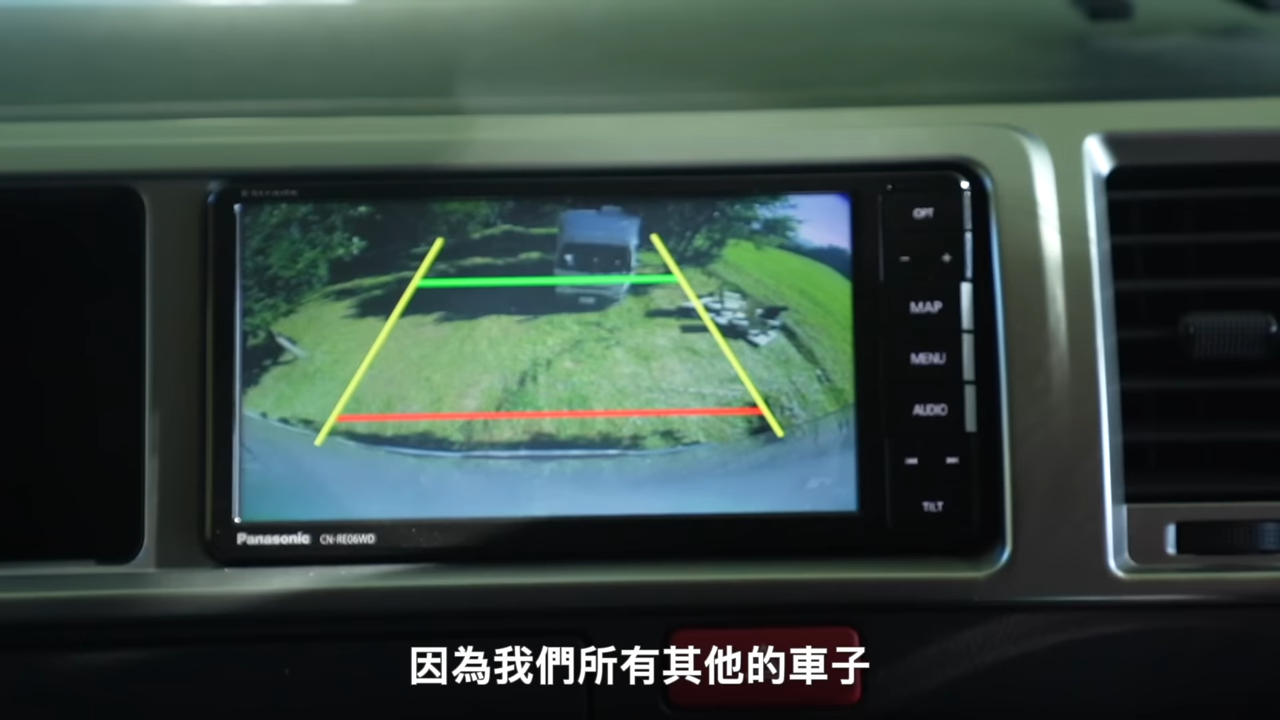 Strada
OPT
- +
MAP
MENU
AUDIO
TILT
Panasonic CN-RE06WD
因為我們所有其他的車子